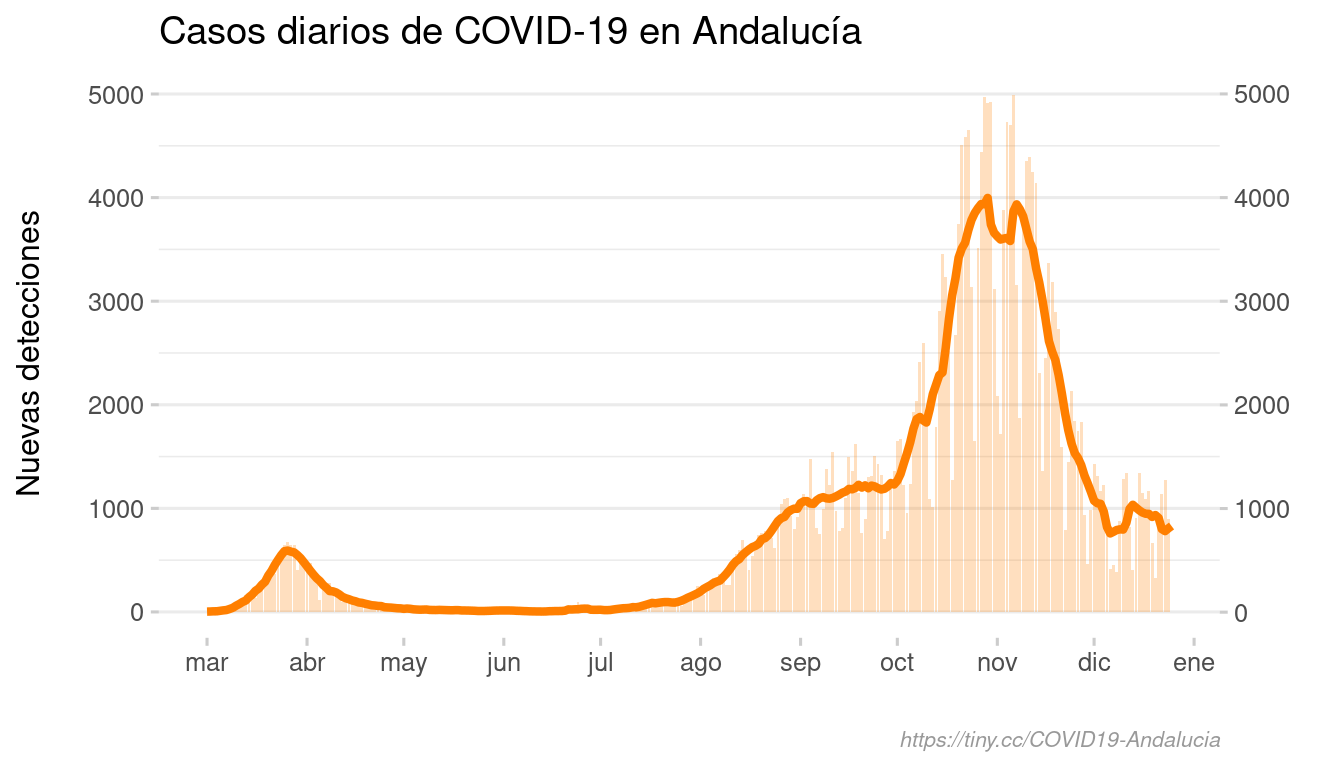 Casos diarios de COVID-19 en Andalucía
Nuevas detecciones
5000 5000
4000 4000
3000 3000
2000 2000
1000 1000
0 0
mar abr may jun jul ago sep oct nov dic ene
https://tiny.cc/COVID19-Andalucia